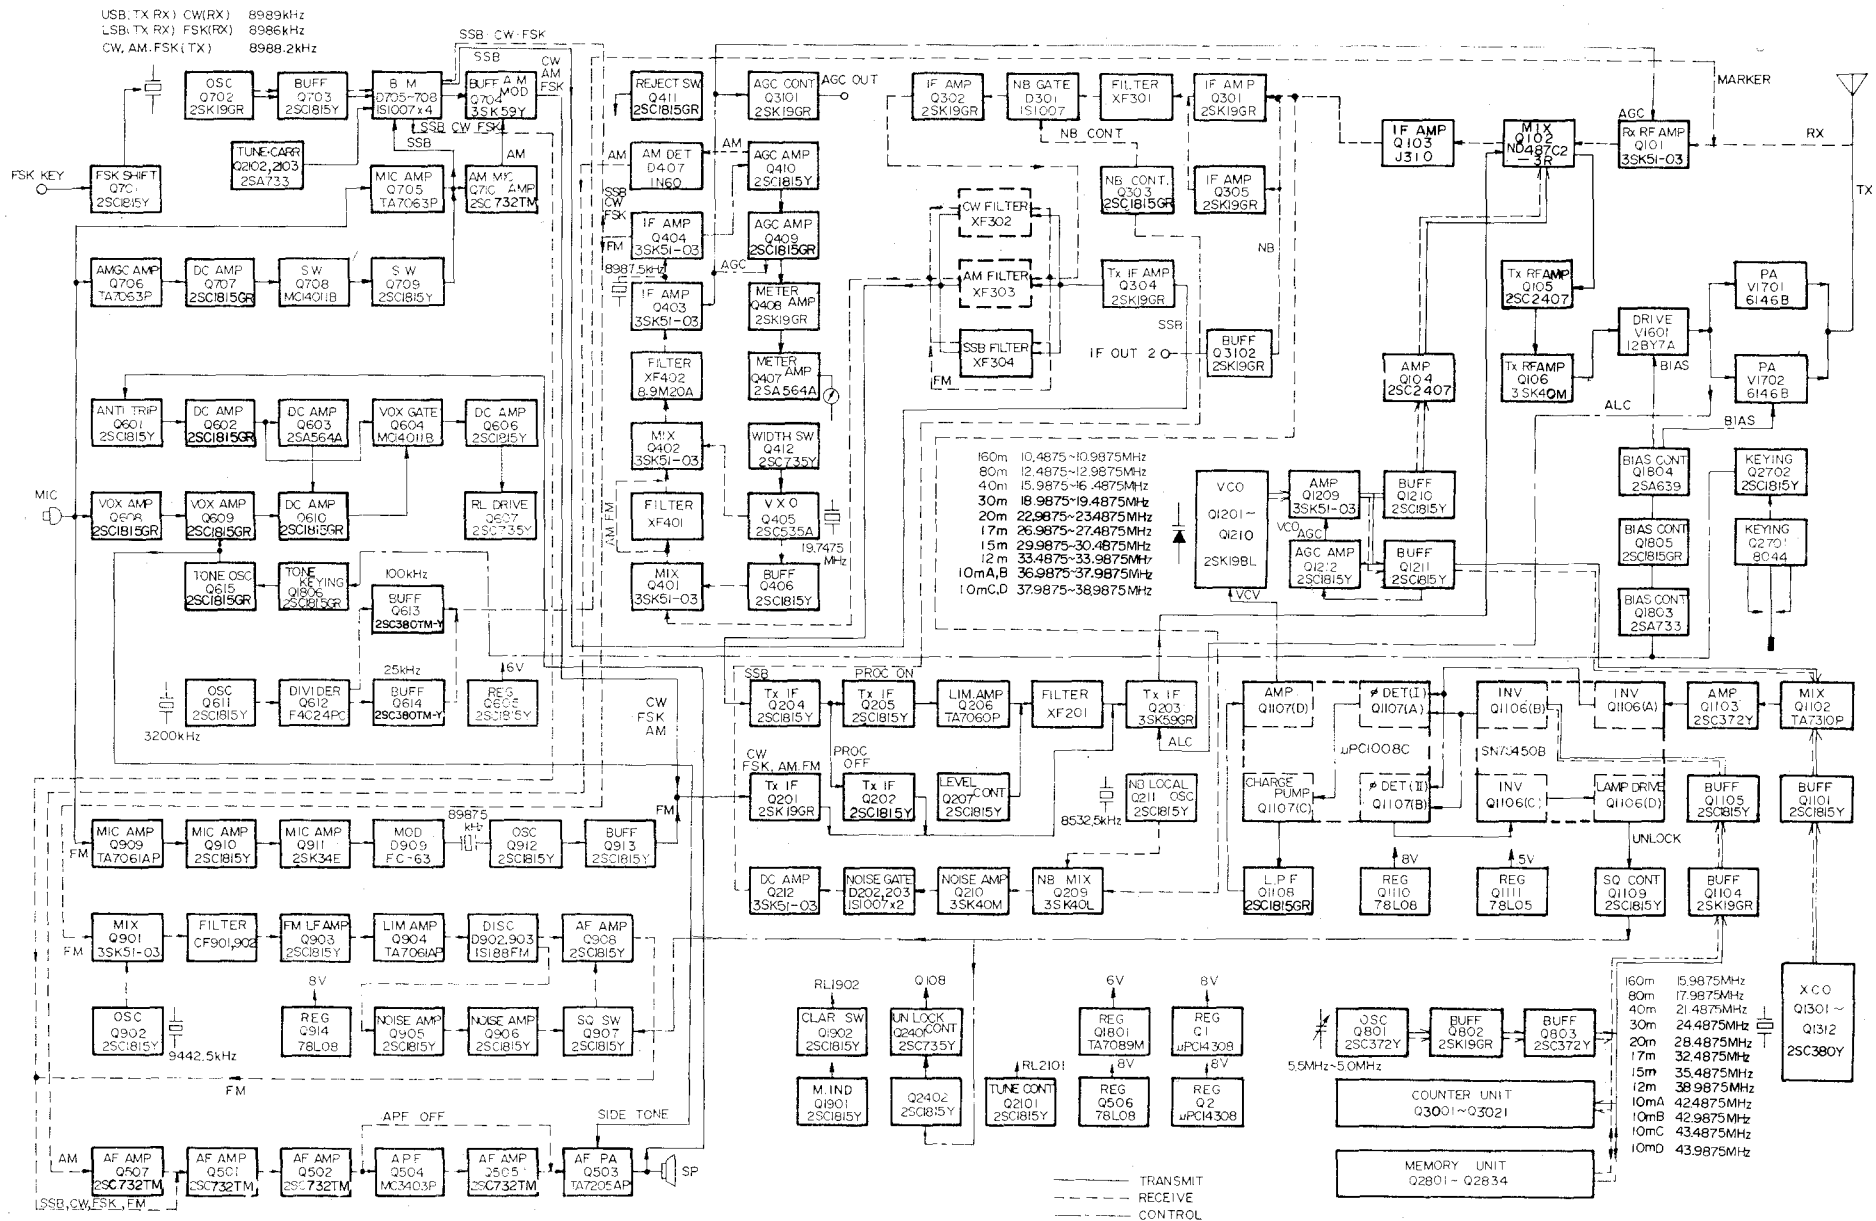 USB(TX RX) CW(RX) 8989kHz
LSB(TX RX) FSK(RX) 8986kHz
CW, AM. FSK(TX) 8988.2kHz
SSB·CW·FSK
SSB
CW
AM
FSK
OSC
Q702
2SK19GR
BUFF
Q703
2SC1815Y
B M
D705-708
1S1007x4
BUFF AM
Q704 MOD
3SK59Y
SSB CW FSK
SSB
AM
FSK KEY
FSK SHIFT
Q701
2SC1815Y
TUNE·CARR
Q2102,2103
2SA733
MIC AMP
Q705
TA7063P
AM MIC
Q710 AMP
2SC732TM
AMGC AMP
Q706
TA7063P
DC AMP
Q707
2SC1815GR
S W
Q708
MC14011B
S W
Q709
2SC1815Y
ANTI TRIP
Q601
2SC1815Y
DC AMP
Q602
2SC1815GR
DC AMP
Q603
2SA564A
VOX GATE
Q604
MC14011B
DC AMP
Q606
2SC1815Y
MIC
VOX AMP
Q608
2SC1815GR
VOX AMP
Q609
2SC1815GR
DC AMP
Q610
2SC1815GR
RL DRIVE
Q607
2SC735Y
TONE OSC
Q615
2SC1815GR
TONE
KEYING
Q1806
2SC1815GR
100kHz
BUFF
Q613
2SC380TM-Y
25kHz
6V
OSC
Q611
2SC1815Y
DIVIDER
Q612
F4C24PC
BUFF
Q614
2SC380TM-Y
REG
Q605
2SC1815Y
3200kHz
CW
FSK
AM
REJECT SW
Q411
2SC1815GR
AGC CONT
Q3101
2SK19GR
AGC OUT
AM
AM DET
D407
1N60
AM
AGC AMP
Q410
2SC1815Y
SSB
CW
FSK
IF AMP
Q404
3SK51-03
FM
AGC AMP
Q409
2SC1815GR
8987.5kHz
AGC
IF AMP
Q403
3SK51-03
METER
Q408 AMP
2SK19GR
FILTER
XF402
8.9M20A
METER
Q407 AMP
2SA564A
MIX
Q402
3SK51-03
WIDTH SW
Q412
2SC735Y
FILTER
XF401
V X O
Q405
2SC535A
19.7475
MHz
AM FM
MIX
Q401
3SK51-03
BUFF
Q406
2SC1815Y
IF AMP
Q302
2SK19GR
NB GATE
D301
1S1007
FILTER
XF301
IF AMP
Q301
2SK19GR
NB CONT
NB CONT.
Q303
2SC1815GR
IF AMP
Q305
2SK19GR
CW FILTER
XF302
AM FILTER
XF303
SSB FILTER
XF304
FM
Tx IF AMP
Q304
2SK19GR
NB
SSB
IF OUT 2
BUFF
Q3102
2SK19GR
MARKER
IF AMP
Q103
J310
MIX
Q102
ND487C2
-3R
AGC
Rx RF AMP
Q101
3SK51-03
RX
TX
Tx RF AMP
Q105
2SC2407
Tx RF AMP
Q106
3SK40M
AMP
Q104
2SC2407
DRIVE
V1601
12BY7A
PA
V1701
6146B
PA
V1702
6146B
BIAS
BIAS
ALC
160m 10.4875~10.9875MHz
80m 12.4875~12.9875MHz
40m 15.9875~16.4875MHz
30m 18.9875~19.4875MHz
20m 22.9875~23.4875MHz
17m 26.9875~27.4875MHz
15m 29.9875~30.4875MHz
12m 33.4875~33.9875MHz
10mA,B 36.9875~37.9875MHz
10mC,D 37.9875~38.9875MHz
VCO
Q1201~
Q1210
2SK19BL
AMP
Q1209
3SK51-03
BUFF
Q1210
2SC1815Y
VCO
AGC
AGC AMP
Q1212
2SC1815Y
BUFF
Q1211
2SC1815Y
VCV
BIAS CONT
Q1804
2SA639
KEYING
Q2702
2SC1815Y
BIAS CONT
Q1805
2SC1815GR
KEYING
Q2701
8044
BIAS CONT
Q1803
2SA733
SSB
Tx IF
Q204
2SC1815Y
PROC ON
Tx IF
Q205
2SC1815Y
LIM.AMP
Q206
TA7060P
FILTER
XF201
Tx IF
Q203
3SK59GR
ALC
PROC
OFF
CW
FSK, AM.FM
Tx IF
Q201
2SK19GR
Tx IF
Q202
2SC1815Y
LEVEL
Q207 CONT
2SC1815Y
8532.5kHz
NB LOCAL
Q211 OSC
2SC1815Y
DC AMP
Q212
3SK51-03
NOISE GATE
D202,203
1S1007x2
NOISE AMP
Q210
3SK40M
NB MIX
Q209
3SK40L
AMP
Q1107(D)
φ DET(I)
Q1107(A)
INV
Q1106(B)
INV
Q1106(A)
AMP
Q1103
2SC372Y
MIX
Q1102
TA7310P
μPC1008C
SN75450B
CHARGE
PUMP
Q1107(C)
φ DET(II)
Q1107(B)
INV
Q1106(C)
LAMP DRIVE
Q1106(D)
BUFF
Q1105
2SC1815Y
BUFF
Q1101
2SC1815Y
UNLOCK
8V
5V
L.P.F
Q1108
2SC1815GR
REG
Q1110
78L08
REG
Q1111
78L05
SQ CONT
Q1109
2SC1815Y
BUFF
Q1104
2SK19GR
FM
MIC AMP
Q909
TA7061AP
MIC AMP
Q910
2SC1815Y
MIC AMP
Q911
2SK34E
MOD
D909
FC-63
8987.5
kHz
OSC
Q912
2SC1815Y
BUFF
Q913
2SC1815Y
FM
FM
MIX
Q901
3SK51-03
FILTER
CF901,902
FM I.F AMP
Q903
2SC1815Y
LIM AMP
Q904
TA7061AP
DISC
D902,903
1S188FM
AF AMP
Q908
2SC1815Y
8V
OSC
Q902
2SC1815Y
9442.5kHz
REG
Q914
78L08
NOISE AMP
Q905
2SC1815Y
NOISE AMP
Q906
2SC1815Y
SQ SW
Q907
2SC1815Y
FM
RL1902
CLAR SW
Q1902
2SC1815Y
Q108
UN LOCK
Q2401 CONT
2SC735Y
6V
REG
Q1801
TA7089M
8V
REG
Q1
μPC14308
M.IND
Q1901
2SC1815Y
Q2402
2SC1815Y
RL2101
TUNE CONT
Q2101
2SC1815Y
8V
REG
Q506
78L08
8V
REG
Q2
μPC14308
5.5MHz~5.0MHz
OSC
Q801
2SC372Y
BUFF
Q802
2SK19GR
BUFF
Q803
2SC372Y
COUNTER UNIT
Q3001~Q3021
MEMORY UNIT
Q2801~Q2834
160m 15.9875MHz
80m 17.9875MHz
40m 21.4875MHz
30m 24.4875MHz
20m 28.4875MHz
17m 32.4875MHz
15m 35.4875MHz
12m 38.9875MHz
10mA 42.4875MHz
10mB 42.9875MHz
10mC 43.4875MHz
10mD 43.9875MHz
XCO
Q1301~
Q1312
2SC380Y
APF OFF
SIDE TONE
AM
AF AMP
Q507
2SC732TM
AF AMP
Q501
2SC732TM
AF AMP
Q502
2SC732TM
A.P.F
Q504
MC3403P
AF AMP
Q505
2SC732TM
AF PA
Q503
TA7205AP
SP
SSB,CW,FSK,FM
TRANSMIT
RECEIVE
CONTROL